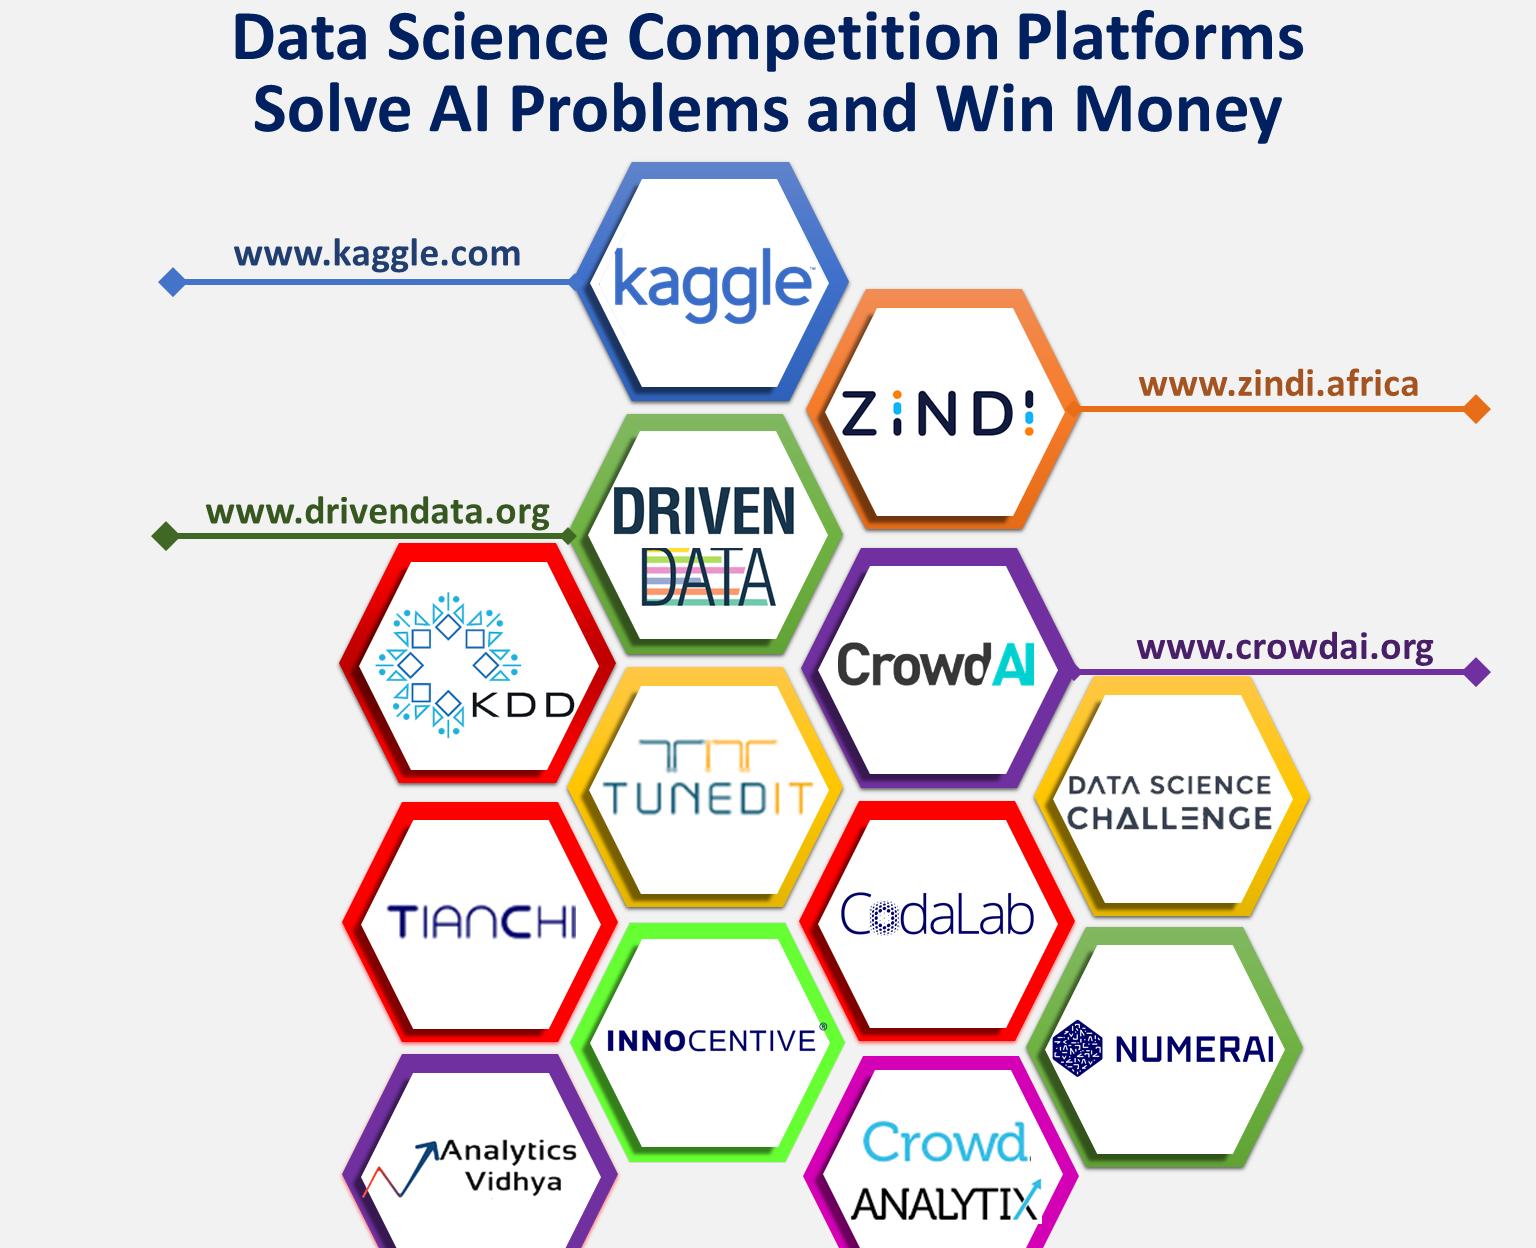 Data Science Competition Platforms
Solve AI Problems and Win Money
www.kaggle.com
kaggle™
ZiNDi
www.zindi.africa
www.drivendata.org
DRIVEN
DATA
KDD
CrowdAI
www.crowdai.org
TUNEDIT
DATA SCIENCE
CHALLENGE
TIANCHI
CodaLab
INNOCENTIVE®
NUMERAI
Analytics
Vidhya
Crowd
ANALYTIX